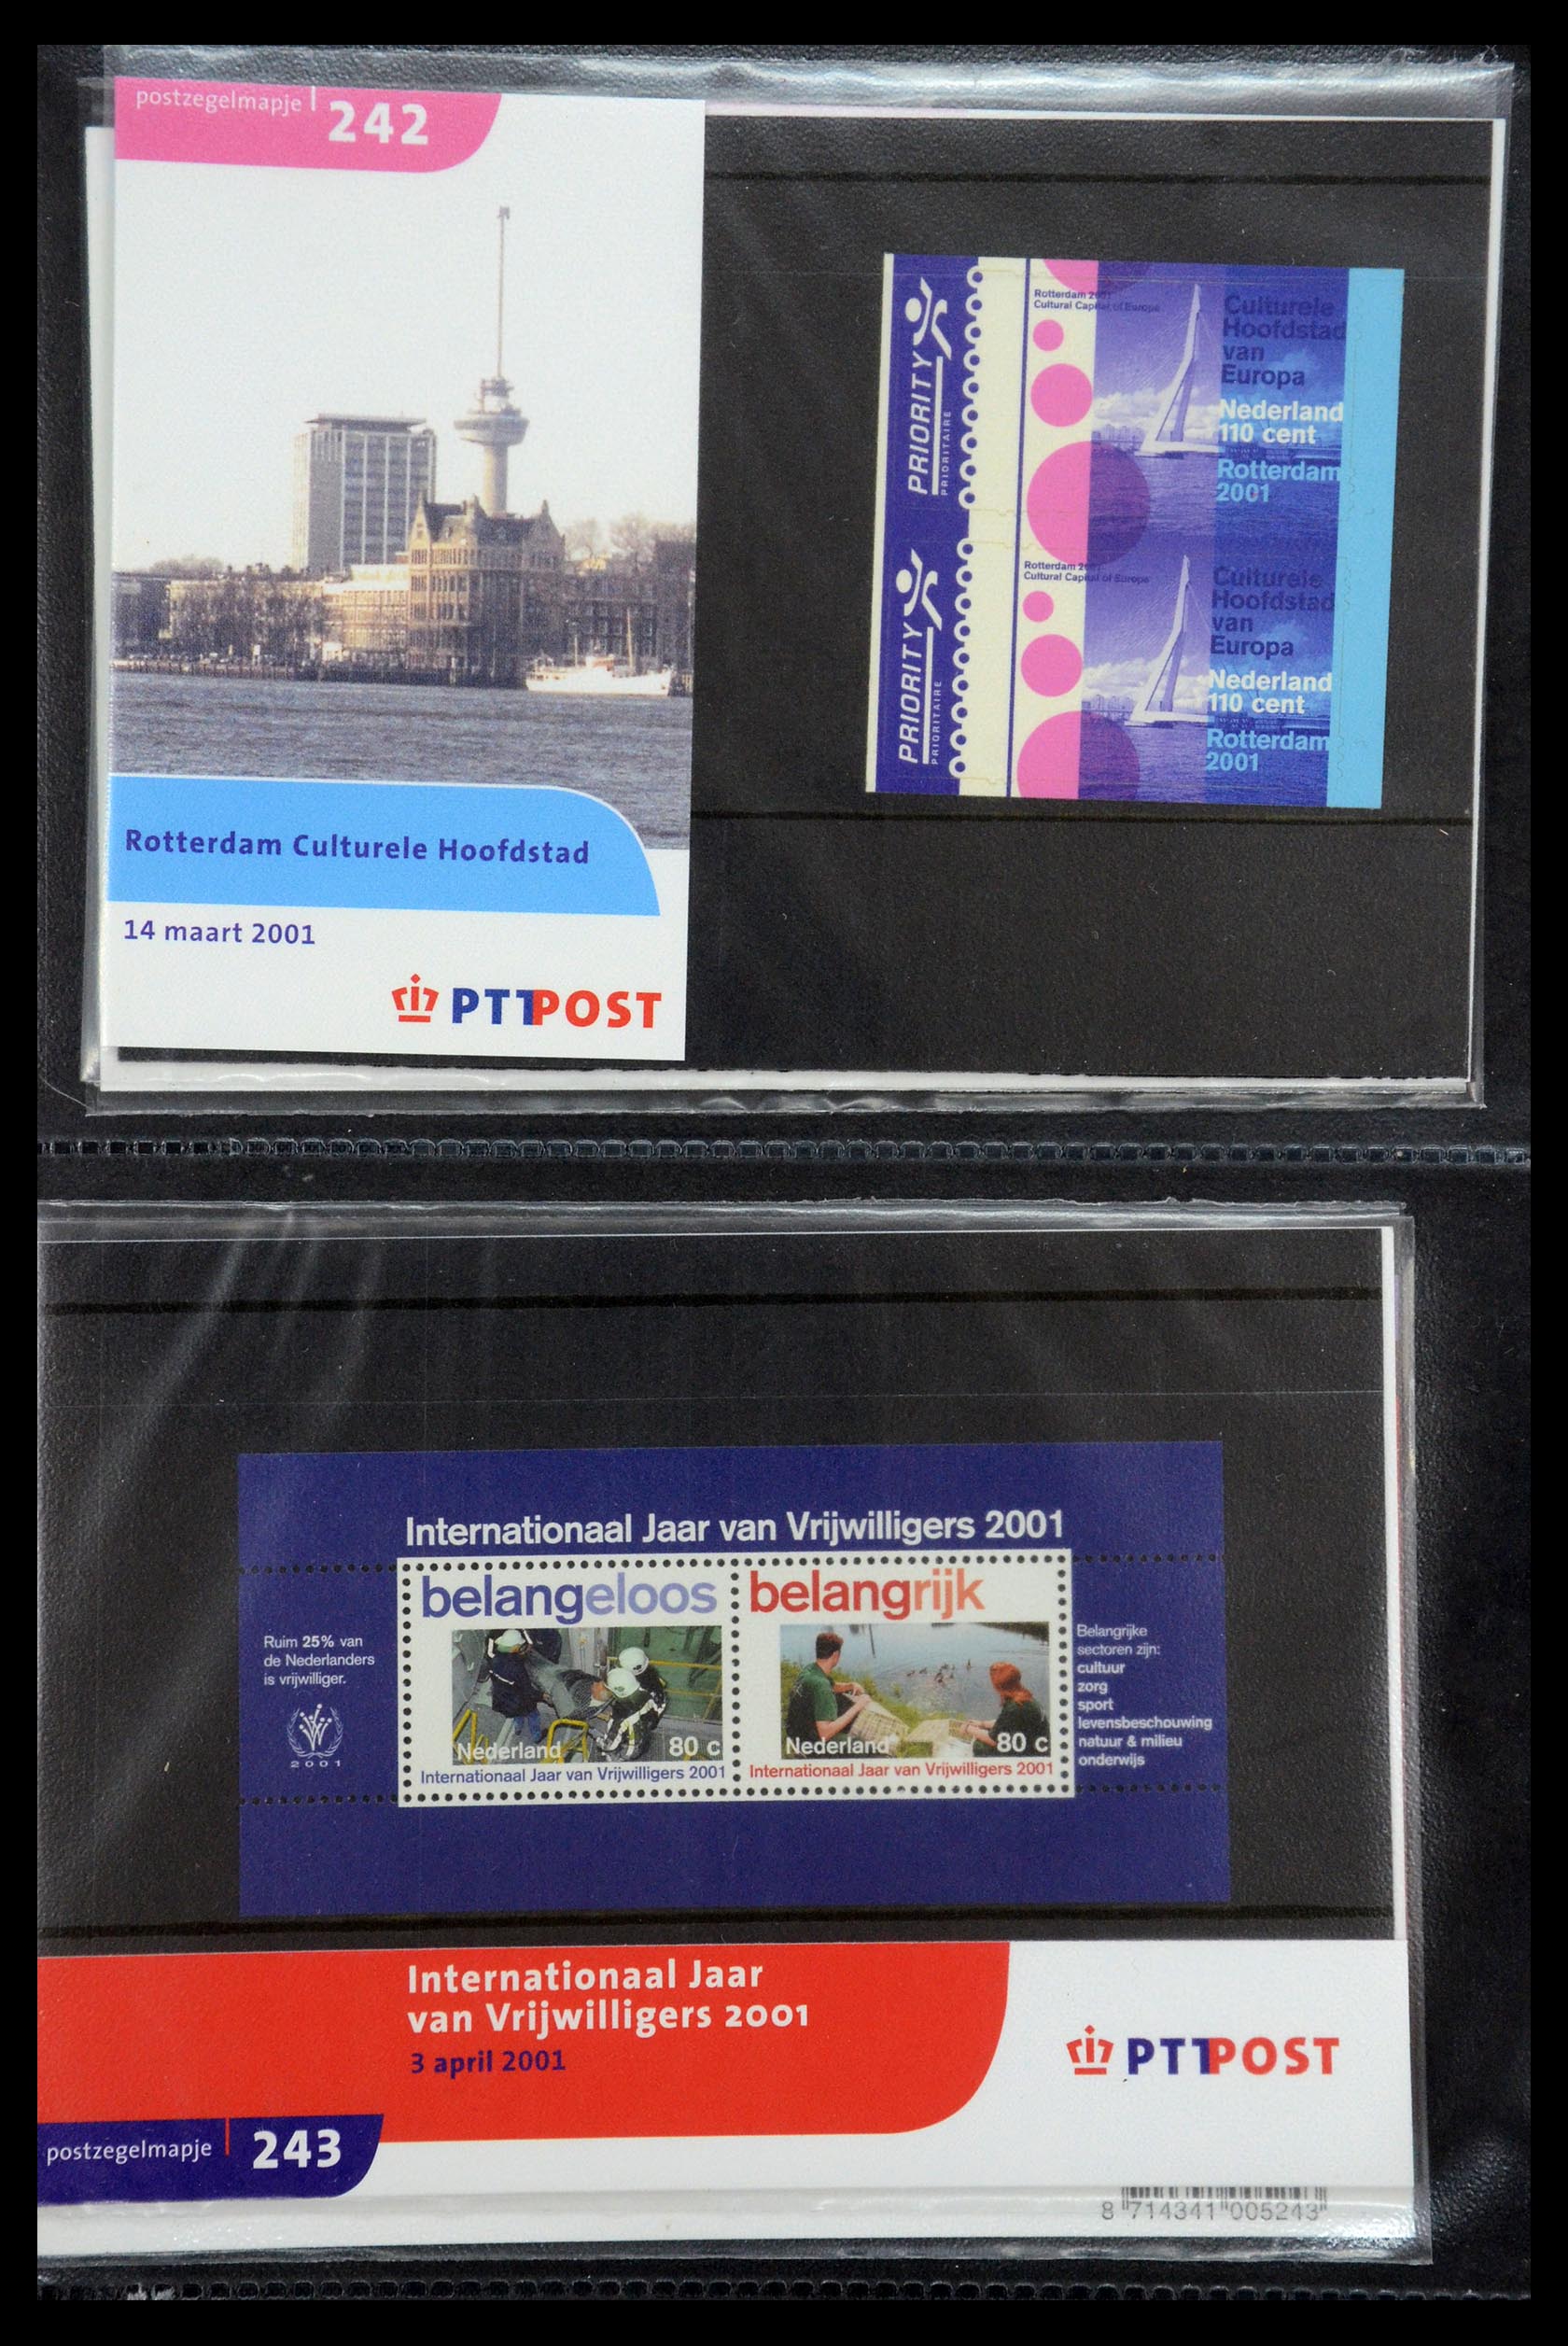 postzegelmapje 242
Rotterdam Culturele Hoofdstad
14 maart 2001
PTT POST
PRIORITY
PRIORITAIRE
Rotterdam 2001
Cultural Capital of Europe
Culturele
Hoofdstad
van
Europa
Nederland
110 cent
Rotterdam
2001
PRIORITY
PRIORITAIRE
Rotterdam 2001
Cultural Capital of Europe
Culturele
Hoofdstad
van
Europa
Nederland
110 cent
Rotterdam
2001
Internationaal Jaar van Vrijwilligers 2001
Ruim 25% van
de Nederlanders
is vrijwilliger.
2001
belangeloos
Nederland 80 c
Internationaal Jaar van Vrijwilligers 2001
belangrijk
Nederland 80 c
Internationaal Jaar van Vrijwilligers 2001
Belangrijke
sectoren zijn:
cultuur
zorg
sport
levensbeschouwing
natuur & milieu
onderwijs
Internationaal Jaar
van Vrijwilligers 2001
3 april 2001
PTT POST
postzegelmapje 243
8 714341 005243